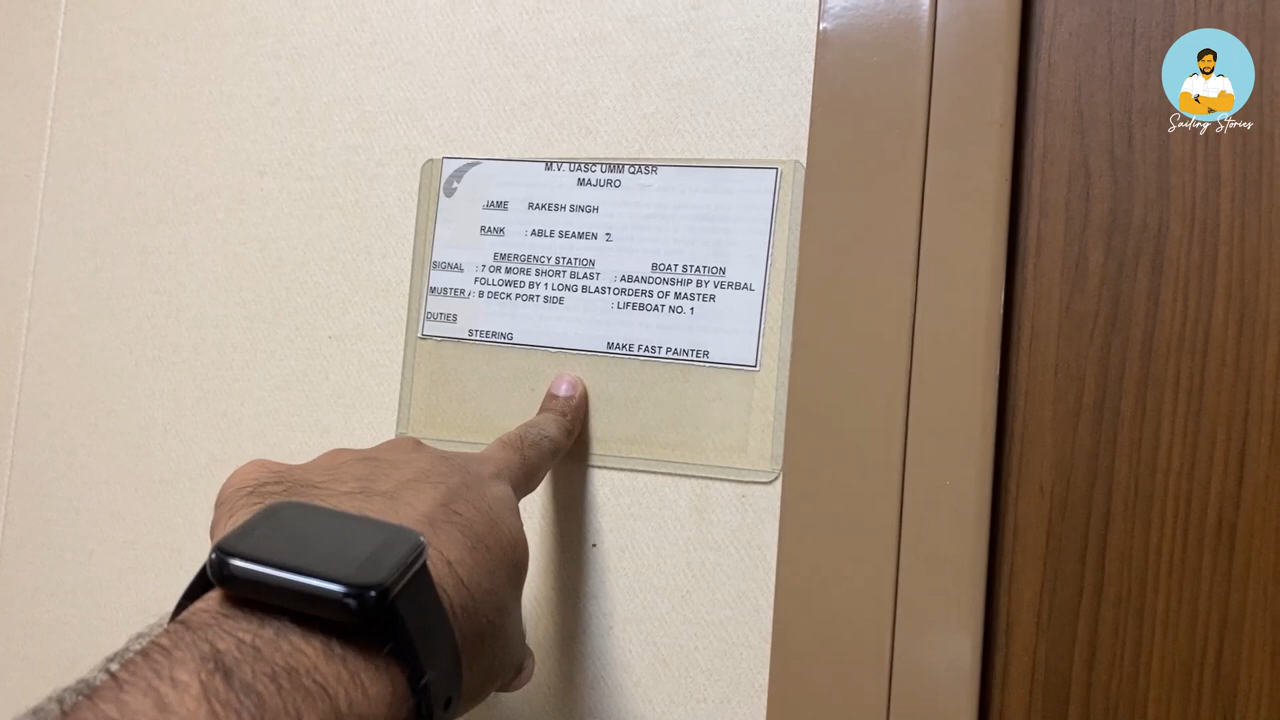 M.V. UASC UMM QASR
MAJURO
NAME RAKESH SINGH
RANK : ABLE SEAMEN 2
EMERGENCY STATION BOAT STATION
SIGNAL : 7 OR MORE SHORT BLAST : ABANDONSHIP BY VERBAL
FOLLOWED BY 1 LONG BLAST ORDERS OF MASTER
MUSTER : B DECK PORT SIDE : LIFEBOAT NO. 1
DUTIES
STEERING MAKE FAST PAINTER
Sailing Stories